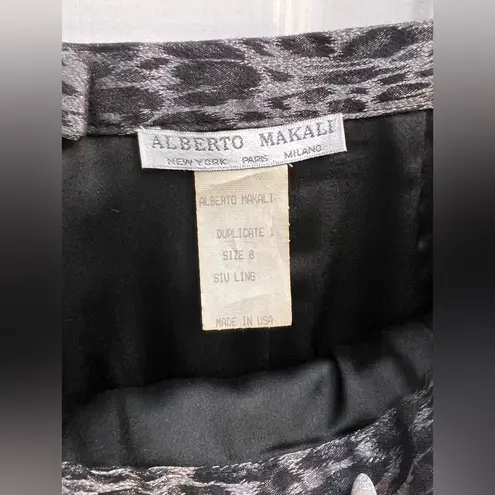 ALBERTO MAKALI
NEW YORK PARIS MILANO
ALBERTO MAKALI
DUPLICATE 1
SIZE 8
SIU LING
MADE IN USA